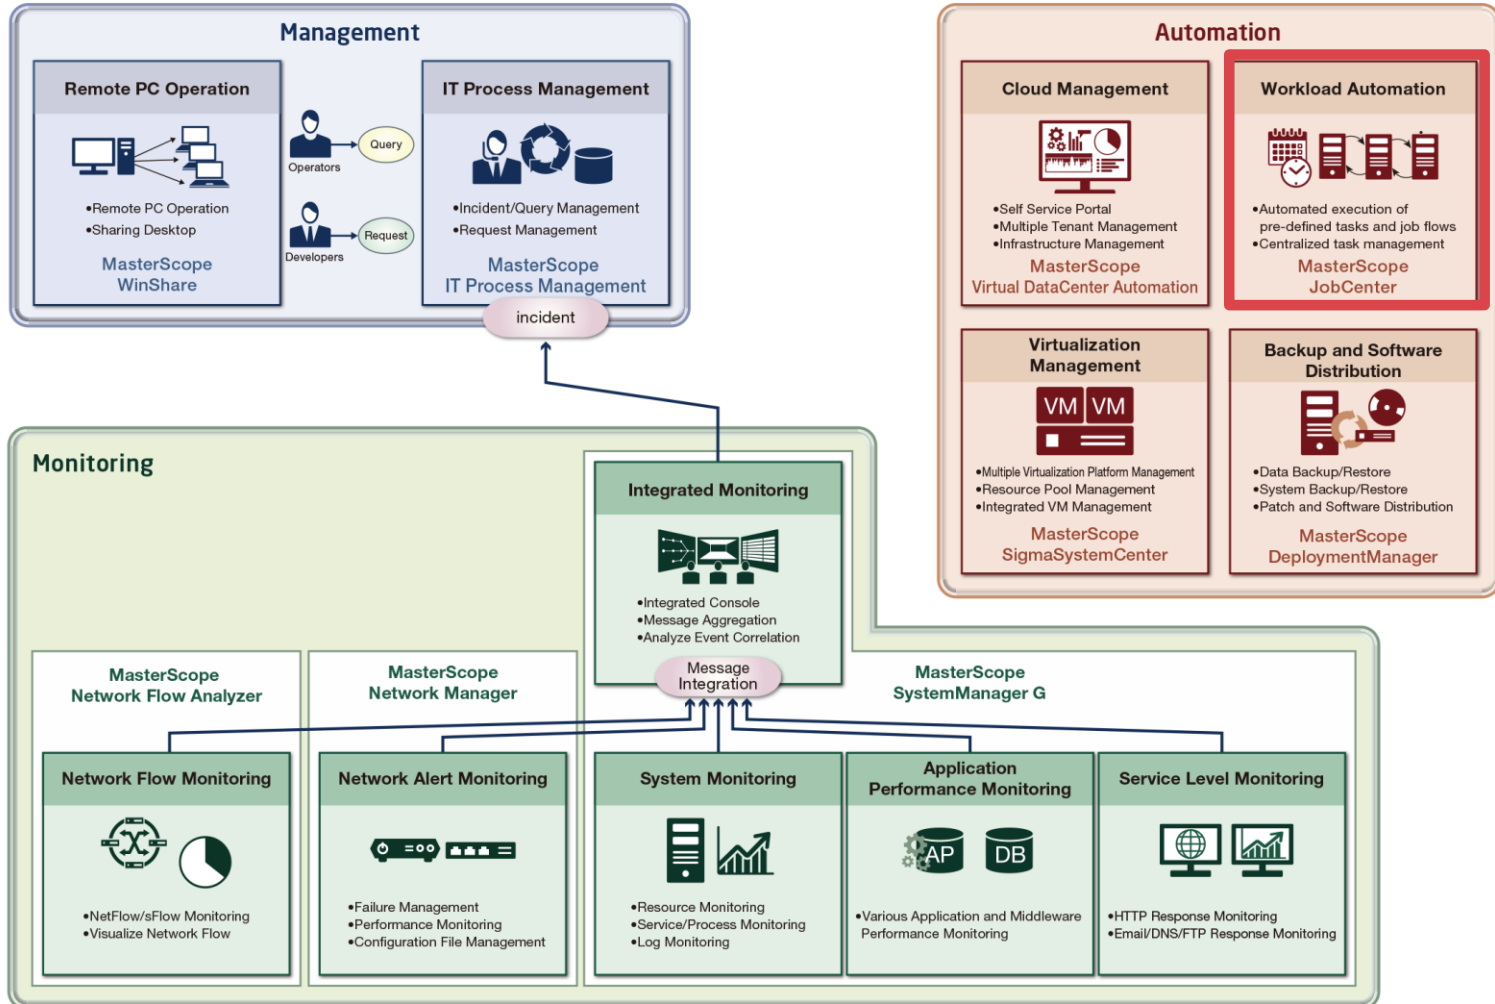 Management
Remote PC Operation
•Remote PC Operation
•Sharing Desktop
MasterScope
WinShare
Operators
Query
Developers
Request
IT Process Management
•Incident/Query Management
•Request Management
MasterScope
IT Process Management
incident
Automation
Cloud Management
•Self Service Portal
•Multiple Tenant Management
•Infrastructure Management
MasterScope
Virtual DataCenter Automation
Workload Automation
•Automated execution of
pre-defined tasks and job flows
•Centralized task management
MasterScope
JobCenter
Virtualization
Management
VM VM
•Multiple Virtualization Platform Management
•Resource Pool Management
•Integrated VM Management
MasterScope
SigmaSystemCenter
Backup and Software
Distribution
•Data Backup/Restore
•System Backup/Restore
•Patch and Software Distribution
MasterScope
DeploymentManager
Monitoring
Integrated Monitoring
•Integrated Console
•Message Aggregation
•Analyze Event Correlation
Message
Integration
MasterScope
Network Flow Analyzer
MasterScope
Network Manager
MasterScope
SystemManager G
Network Flow Monitoring
•NetFlow/sFlow Monitoring
•Visualize Network Flow
Network Alert Monitoring
•Failure Management
•Performance Monitoring
•Configuration File Management
System Monitoring
•Resource Monitoring
•Service/Process Monitoring
•Log Monitoring
Application
Performance Monitoring
AP DB
•Various Application and Middleware
Performance Monitoring
Service Level Monitoring
•HTTP Response Monitoring
•Email/DNS/FTP Response Monitoring